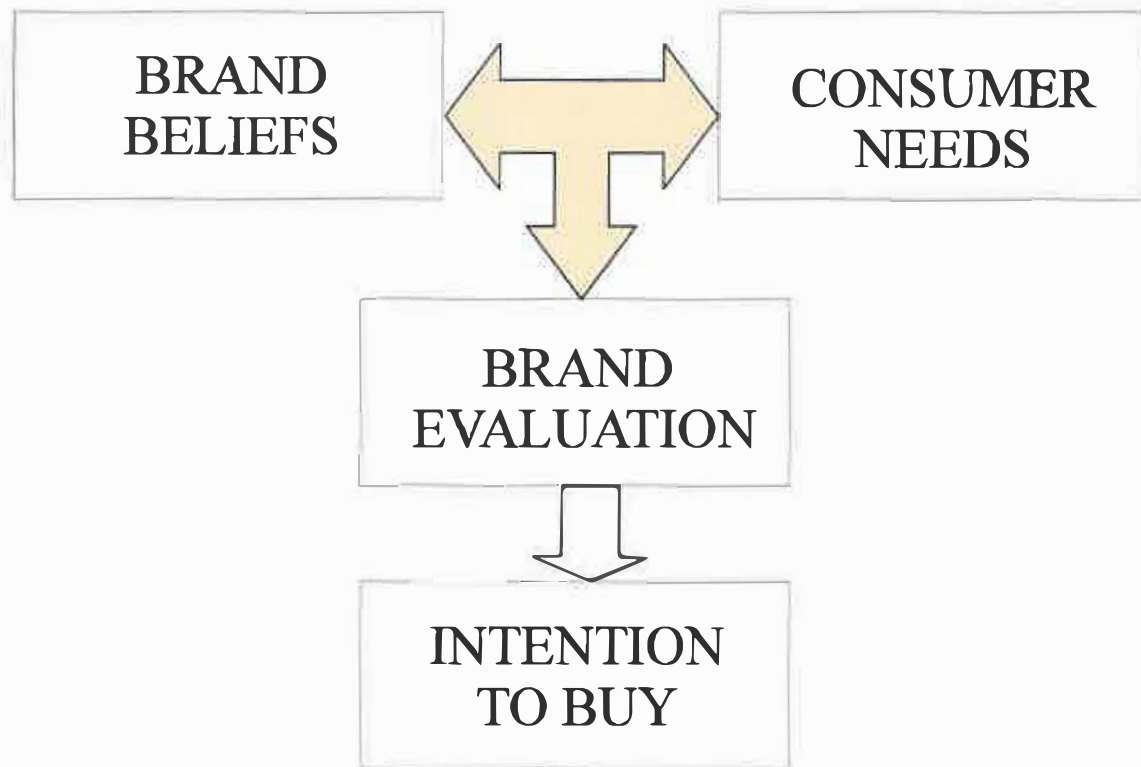 BRAND
BELIEFS
CONSUMER
NEEDS
BRAND
EVALUATION
INTENTION
TO BUY